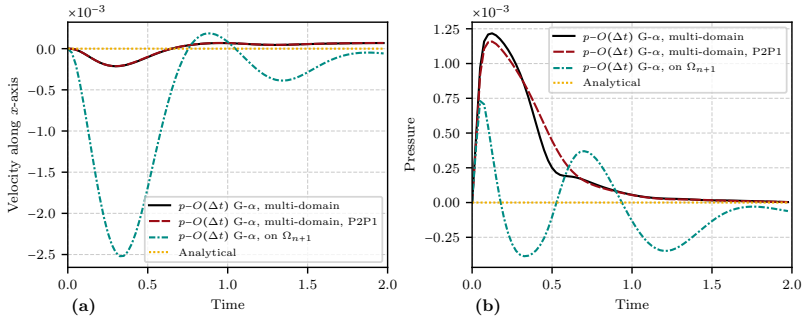 ×10⁻³
0.0
−0.5
−1.0
−1.5
−2.0
−2.5
Velocity along x-axis
p−O(Δt) G-α, multi-domain
p−O(Δt) G-α, multi-domain, P2P1
p−O(Δt) G-α, on Ωₙ₊₁
Analytical
0.0 0.5 1.0 1.5 2.0
(a) Time
×10⁻³
1.25
1.00
0.75
0.50
0.25
0.00
−0.25
Pressure
p−O(Δt) G-α, multi-domain
p−O(Δt) G-α, multi-domain, P2P1
p−O(Δt) G-α, on Ωₙ₊₁
Analytical
0.0 0.5 1.0 1.5 2.0
(b) Time